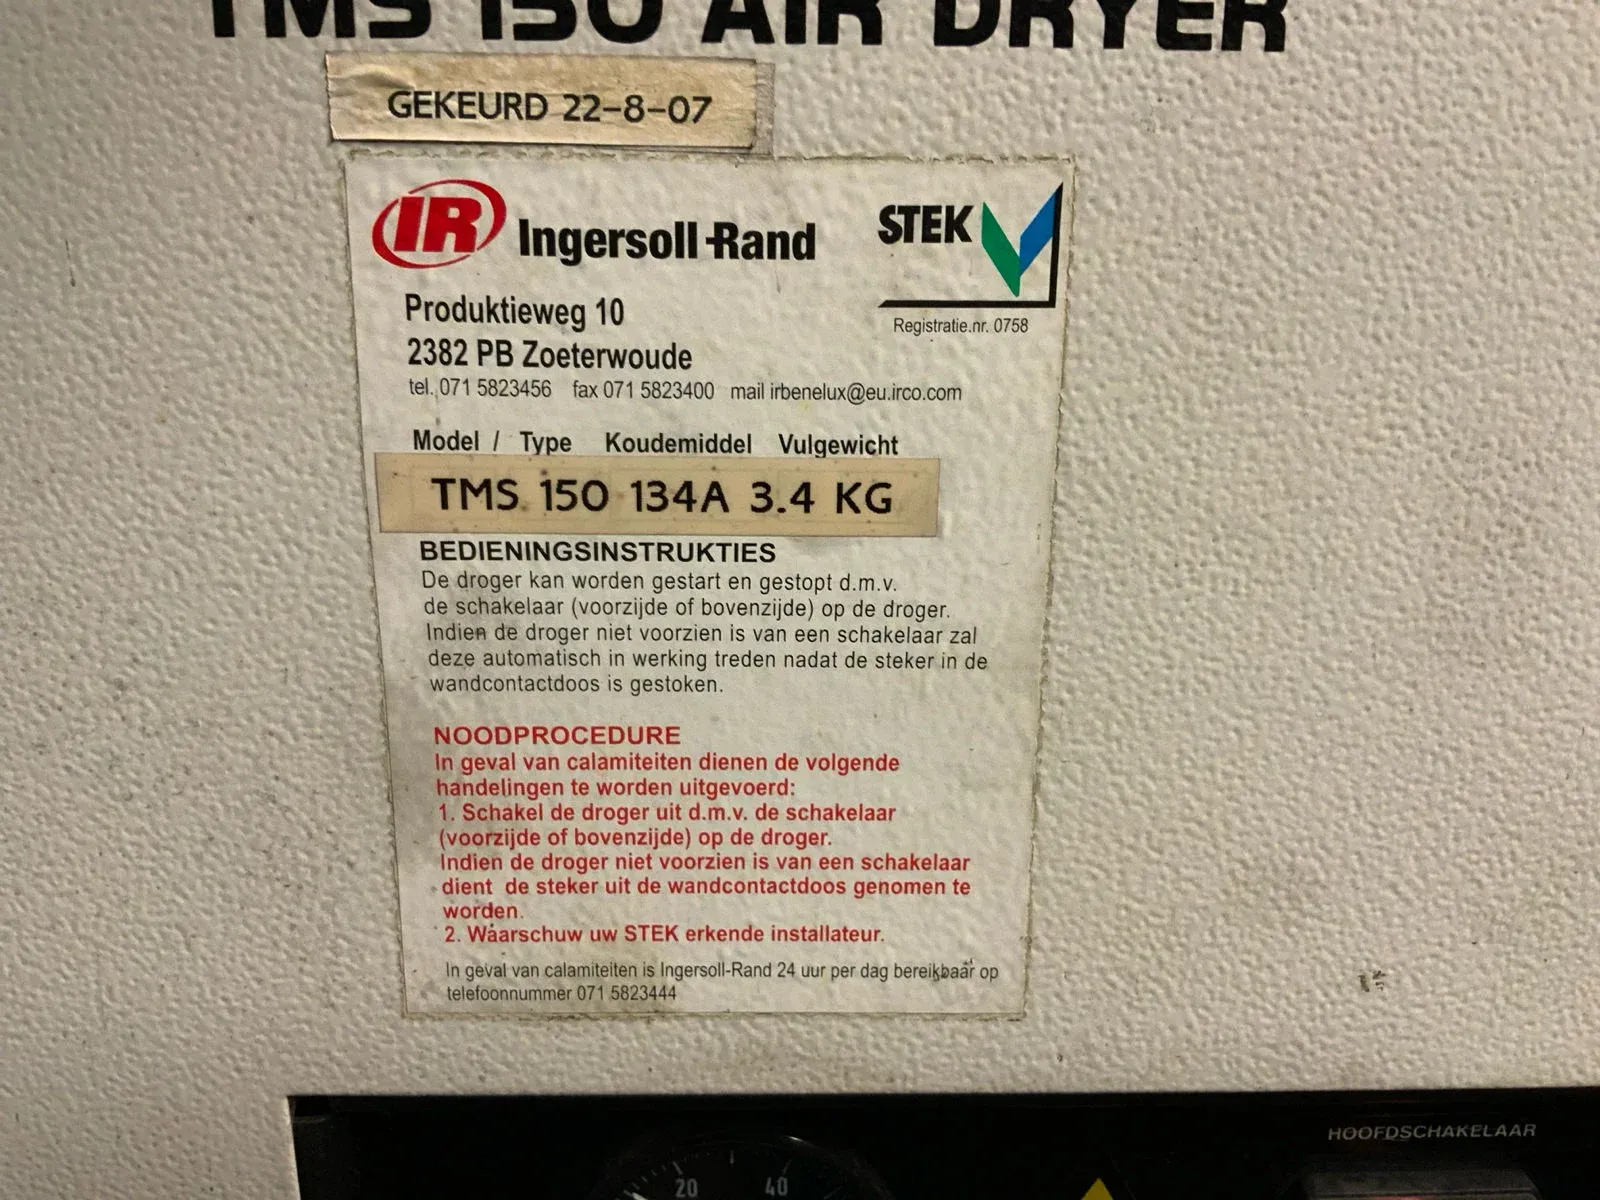 TMS 150 AIR DRYER
GEKEURD 22-8-07
IR Ingersoll-Rand
STEK
Registratie.nr. 0758
Produktieweg 10
2382 PB Zoeterwoude
tel. 071 5823456 fax 071 5823400 mail irbenelux@eu.irco.com
Model / Type Koudemiddel Vulgewicht
TMS 150 134A 3.4 KG
BEDIENINGSINSTRUKTIES
De droger kan worden gestart en gestopt d.m.v.
de schakelaar (voorzijde of bovenzijde) op de droger.
Indien de droger niet voorzien is van een schakelaar zal
deze automatisch in werking treden nadat de steker in de
wandcontactdoos is gestoken.
NOODPROCEDURE
In geval van calamiteiten dienen de volgende
handelingen te worden uitgevoerd:
1. Schakel de droger uit d.m.v. de schakelaar
(voorzijde of bovenzijde) op de droger.
Indien de droger niet voorzien is van een schakelaar
dient de steker uit de wandcontactdoos genomen te
worden.
2. Waarschuw uw STEK erkende installateur.
In geval van calamiteiten is Ingersoll-Rand 24 uur per dag bereikbaar op
telefoonnummer 071 5823444
HOOFDSCHAKELAAR
20 40